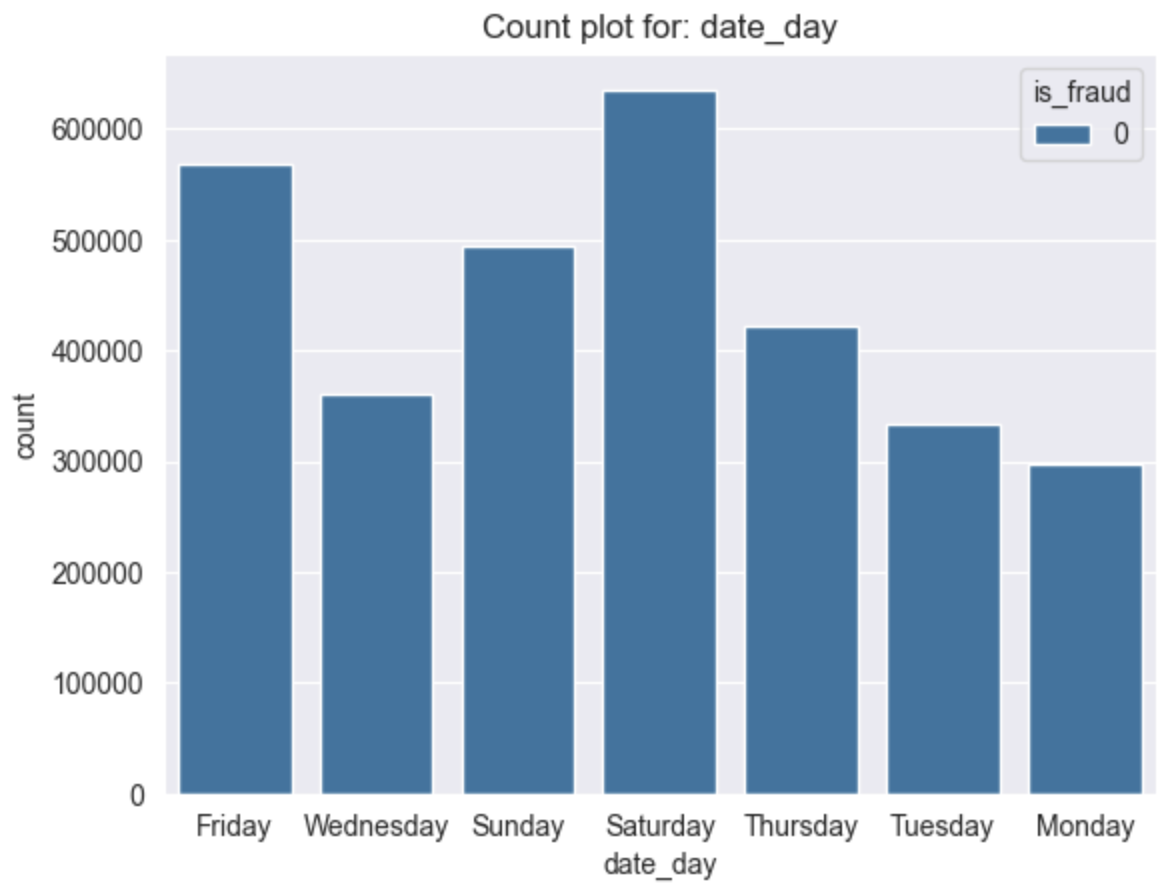 Count plot for: date_day
is_fraud
0
600000
500000
400000
300000
200000
100000
0
count
Friday Wednesday Sunday Saturday Thursday Tuesday Monday
date_day